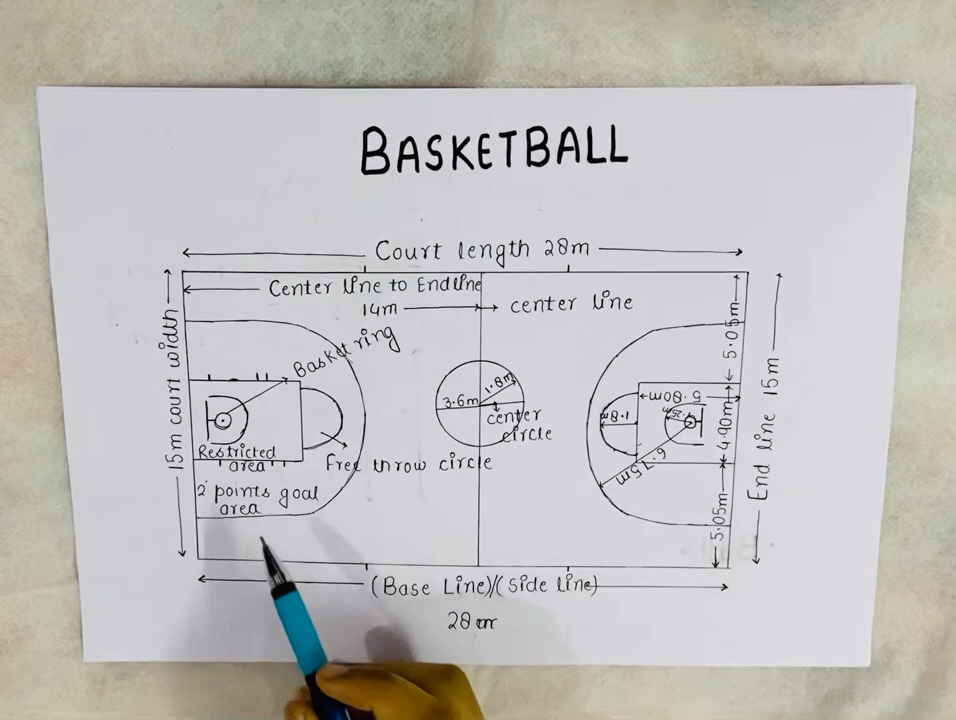 BASKETBALL
Court length 28m
Center line to Endline
14m
center line
15m court width
Basket ring
5.05m
End line 15m
5.80m
1.8m
3.6m
center
circle
1.8m
4.90m
Restricted
area
Free throw circle
6.75m
2 points goal
area
5.05m
(Base Line)/(Side line)
28m